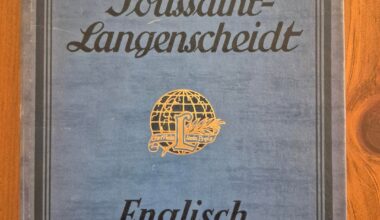 Toussaint-
Langenscheidt
L
Englisch